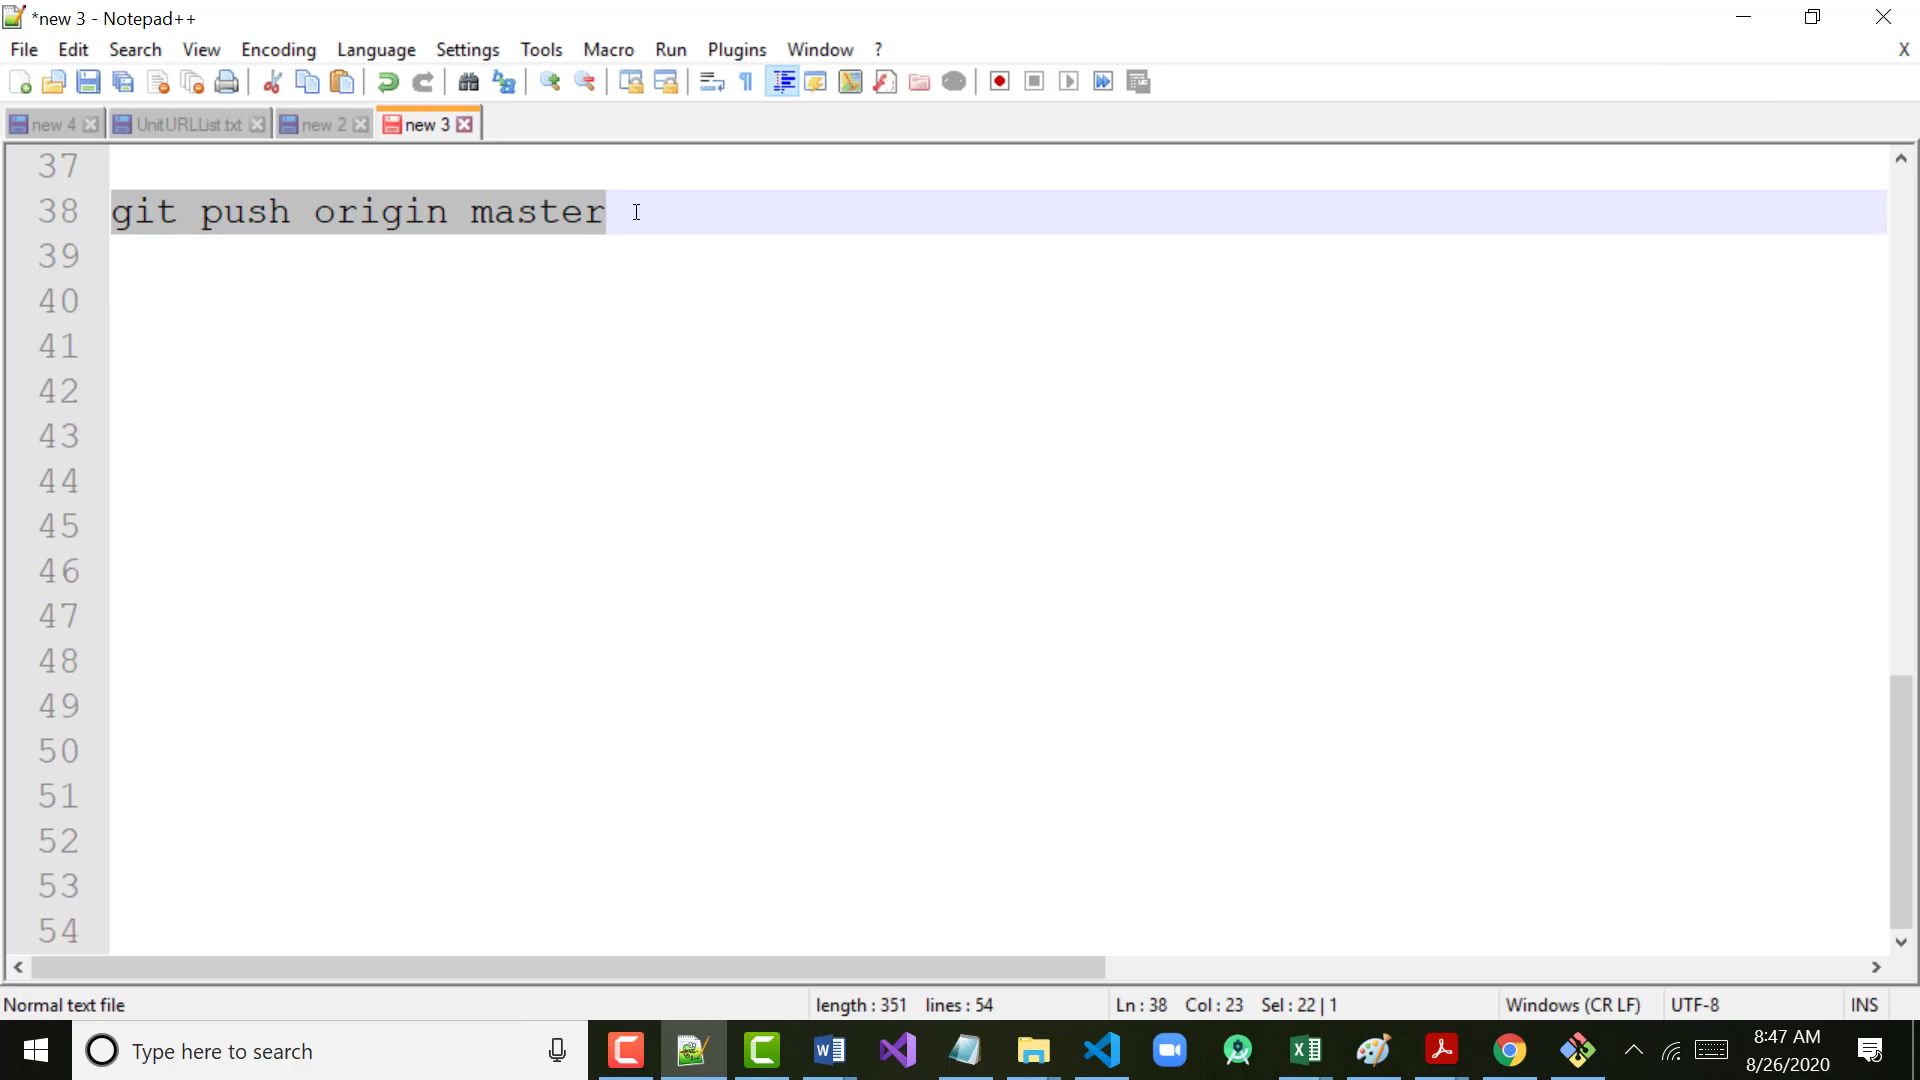 *new 3 - Notepad++
File Edit Search View Encoding Language Settings Tools Macro Run Plugins Window ?
X
new 4 UnitURLList.txt new 2 new 3
37
38 git push origin master
39
40
41
42
43
44
45
46
47
48
49
50
51
52
53
54
Normal text file length : 351 lines : 54 Ln : 38 Col : 23 Sel : 22 | 1 Windows (CR LF) UTF-8 INS
Type here to search
8:47 AM
8/26/2020